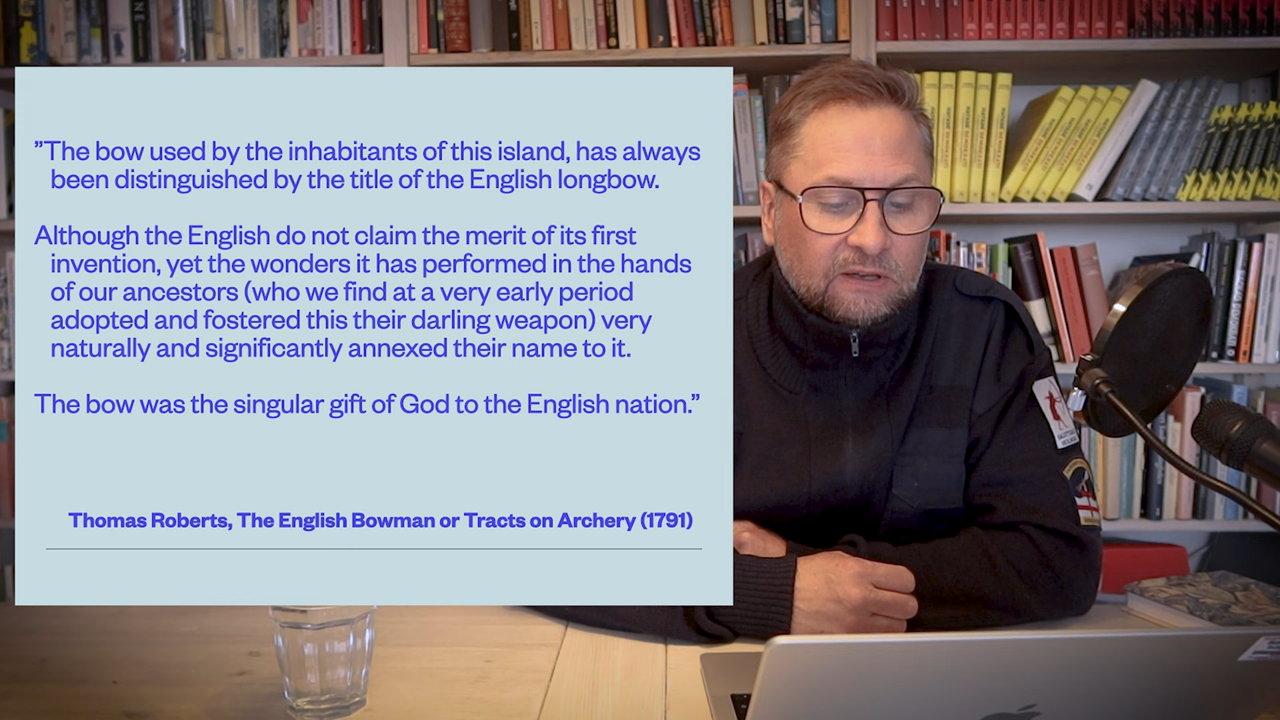 ”The bow used by the inhabitants of this island, has always
been distinguished by the title of the English longbow.
Although the English do not claim the merit of its first
invention, yet the wonders it has performed in the hands
of our ancestors (who we find at a very early period
adopted and fostered this their darling weapon) very
naturally and significantly annexed their name to it.
The bow was the singular gift of God to the English nation.”
Thomas Roberts, The English Bowman or Tracts on Archery (1791)